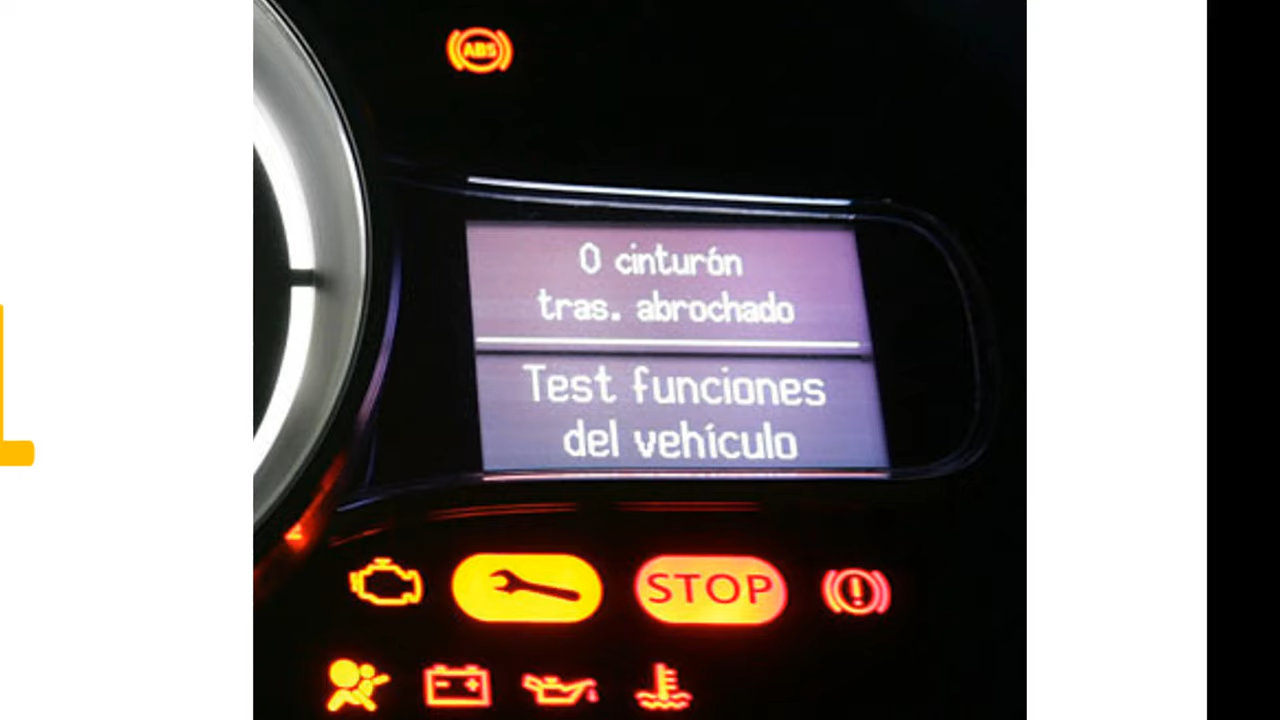 ABS
0 cinturón
tras. abrochado
Test funciones
del vehículo
STOP